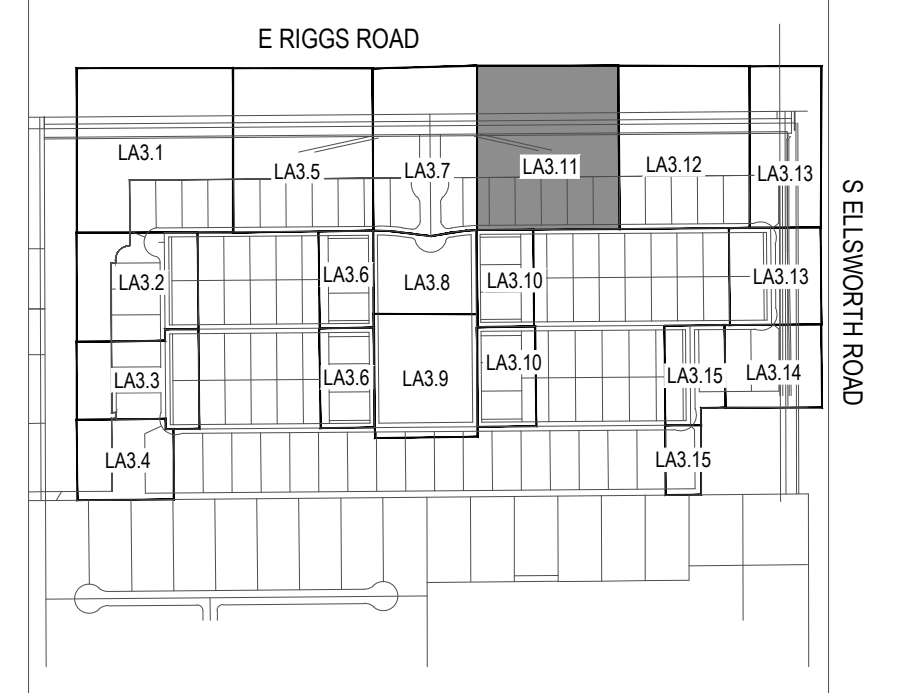 E RIGGS ROAD
LA3.1
LA3.5
LA3.7
LA3.11
LA3.12
LA3.13
S ELLSWORTH ROAD
LA3.2
LA3.6
LA3.8
LA3.10
LA3.13
LA3.3
LA3.6
LA3.9
LA3.10
LA3.15
LA3.14
LA3.4
LA3.15